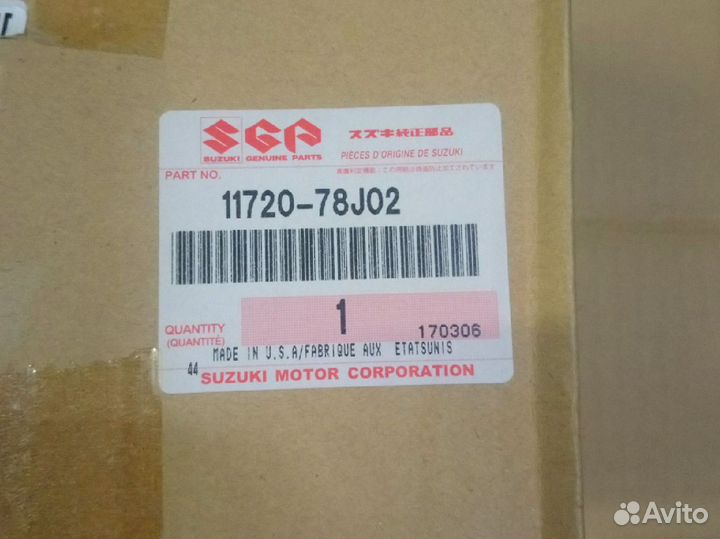 SGP
SUZUKI GENUINE PARTS
スズキ純正部品
PIÈCES D'ORIGINE DE SUZUKI
PART NO.
11720-78J02
QUANTITY
(QUANTITÉ)
1
170306
MADE IN U.S.A/FABRIQUE AUX ETATSUNIS
44
SUZUKI MOTOR CORPORATION
Avito